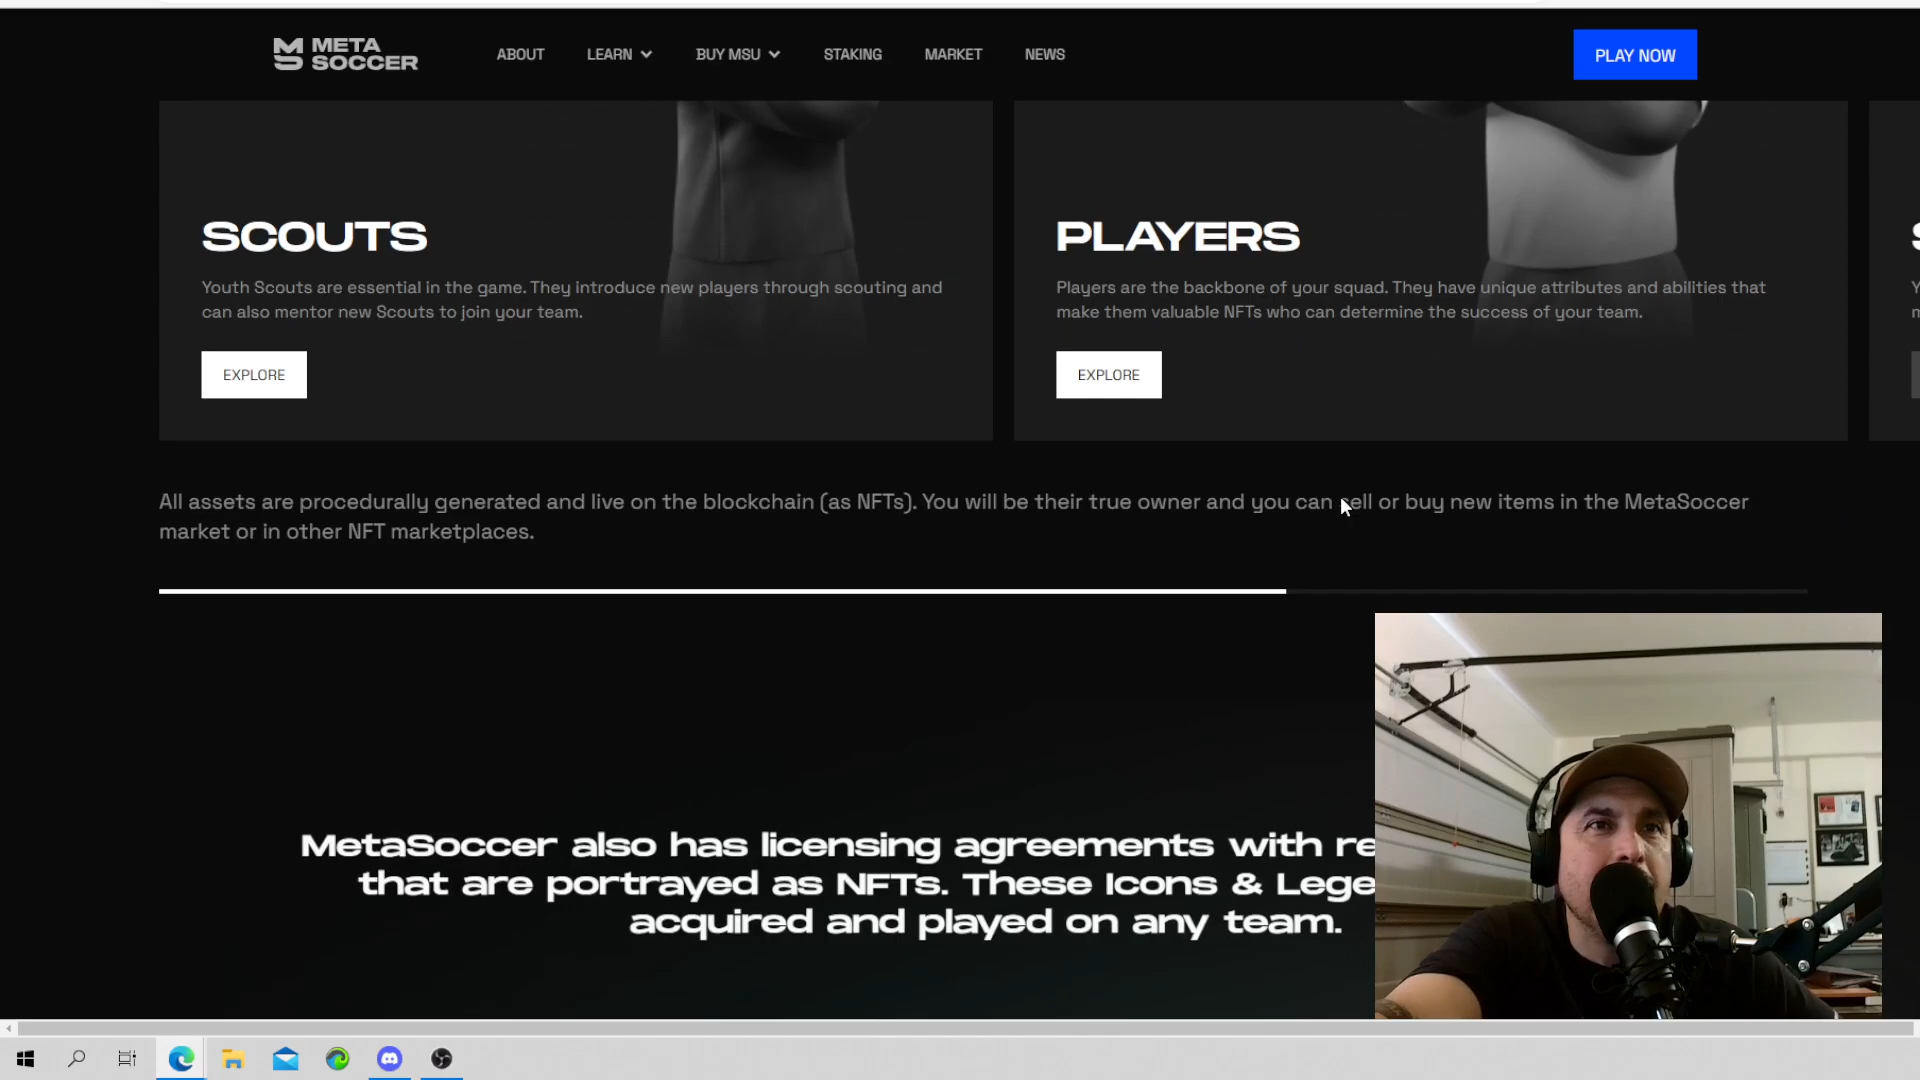 META SOCCER
ABOUT
LEARN
BUY MSU
STAKING
MARKET
NEWS
PLAY NOW
SCOUTS
Youth Scouts are essential in the game. They introduce new players through scouting and
can also mentor new Scouts to join your team.
EXPLORE
PLAYERS
Players are the backbone of your squad. They have unique attributes and abilities that
make them valuable NFTs who can determine the success of your team.
EXPLORE
All assets are procedurally generated and live on the blockchain (as NFTs). You will be their true owner and you can sell or buy new items in the MetaSoccer
market or in other NFT marketplaces.
MetaSoccer also has licensing agreements with
that are portrayed as NFTs. These Icons &
acquired and played on any team.